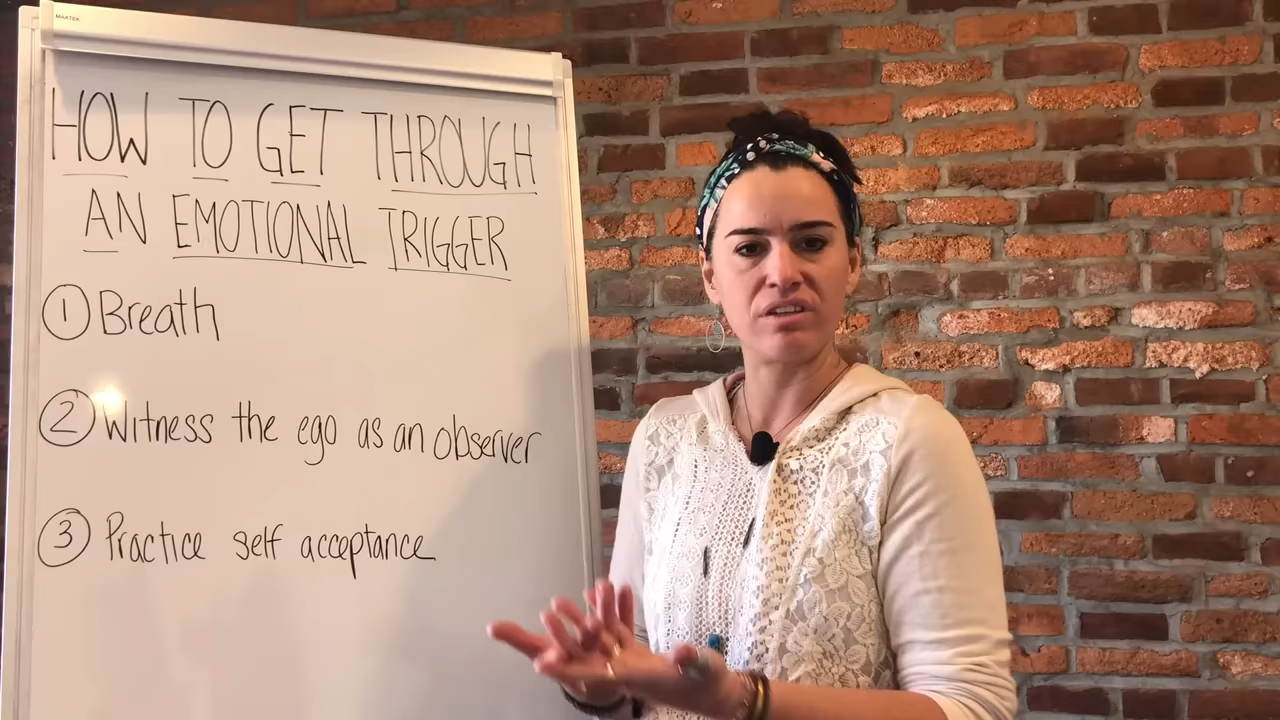 MAXTEK
HOW TO GET THROUGH
AN EMOTIONAL TRIGGER
1 Breath
2 Witness the ego as an observer
3 Practice self acceptance